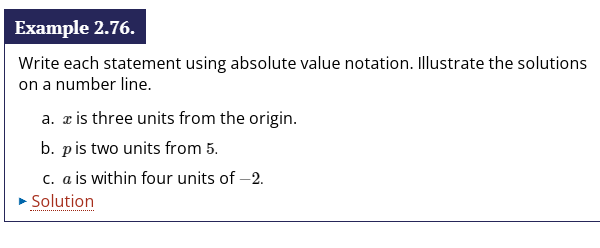 Example 2.76.
Write each statement using absolute value notation. Illustrate the solutions
on a number line.
a. x is three units from the origin.
b. p is two units from 5.
c. a is within four units of −2.
▸ Solution